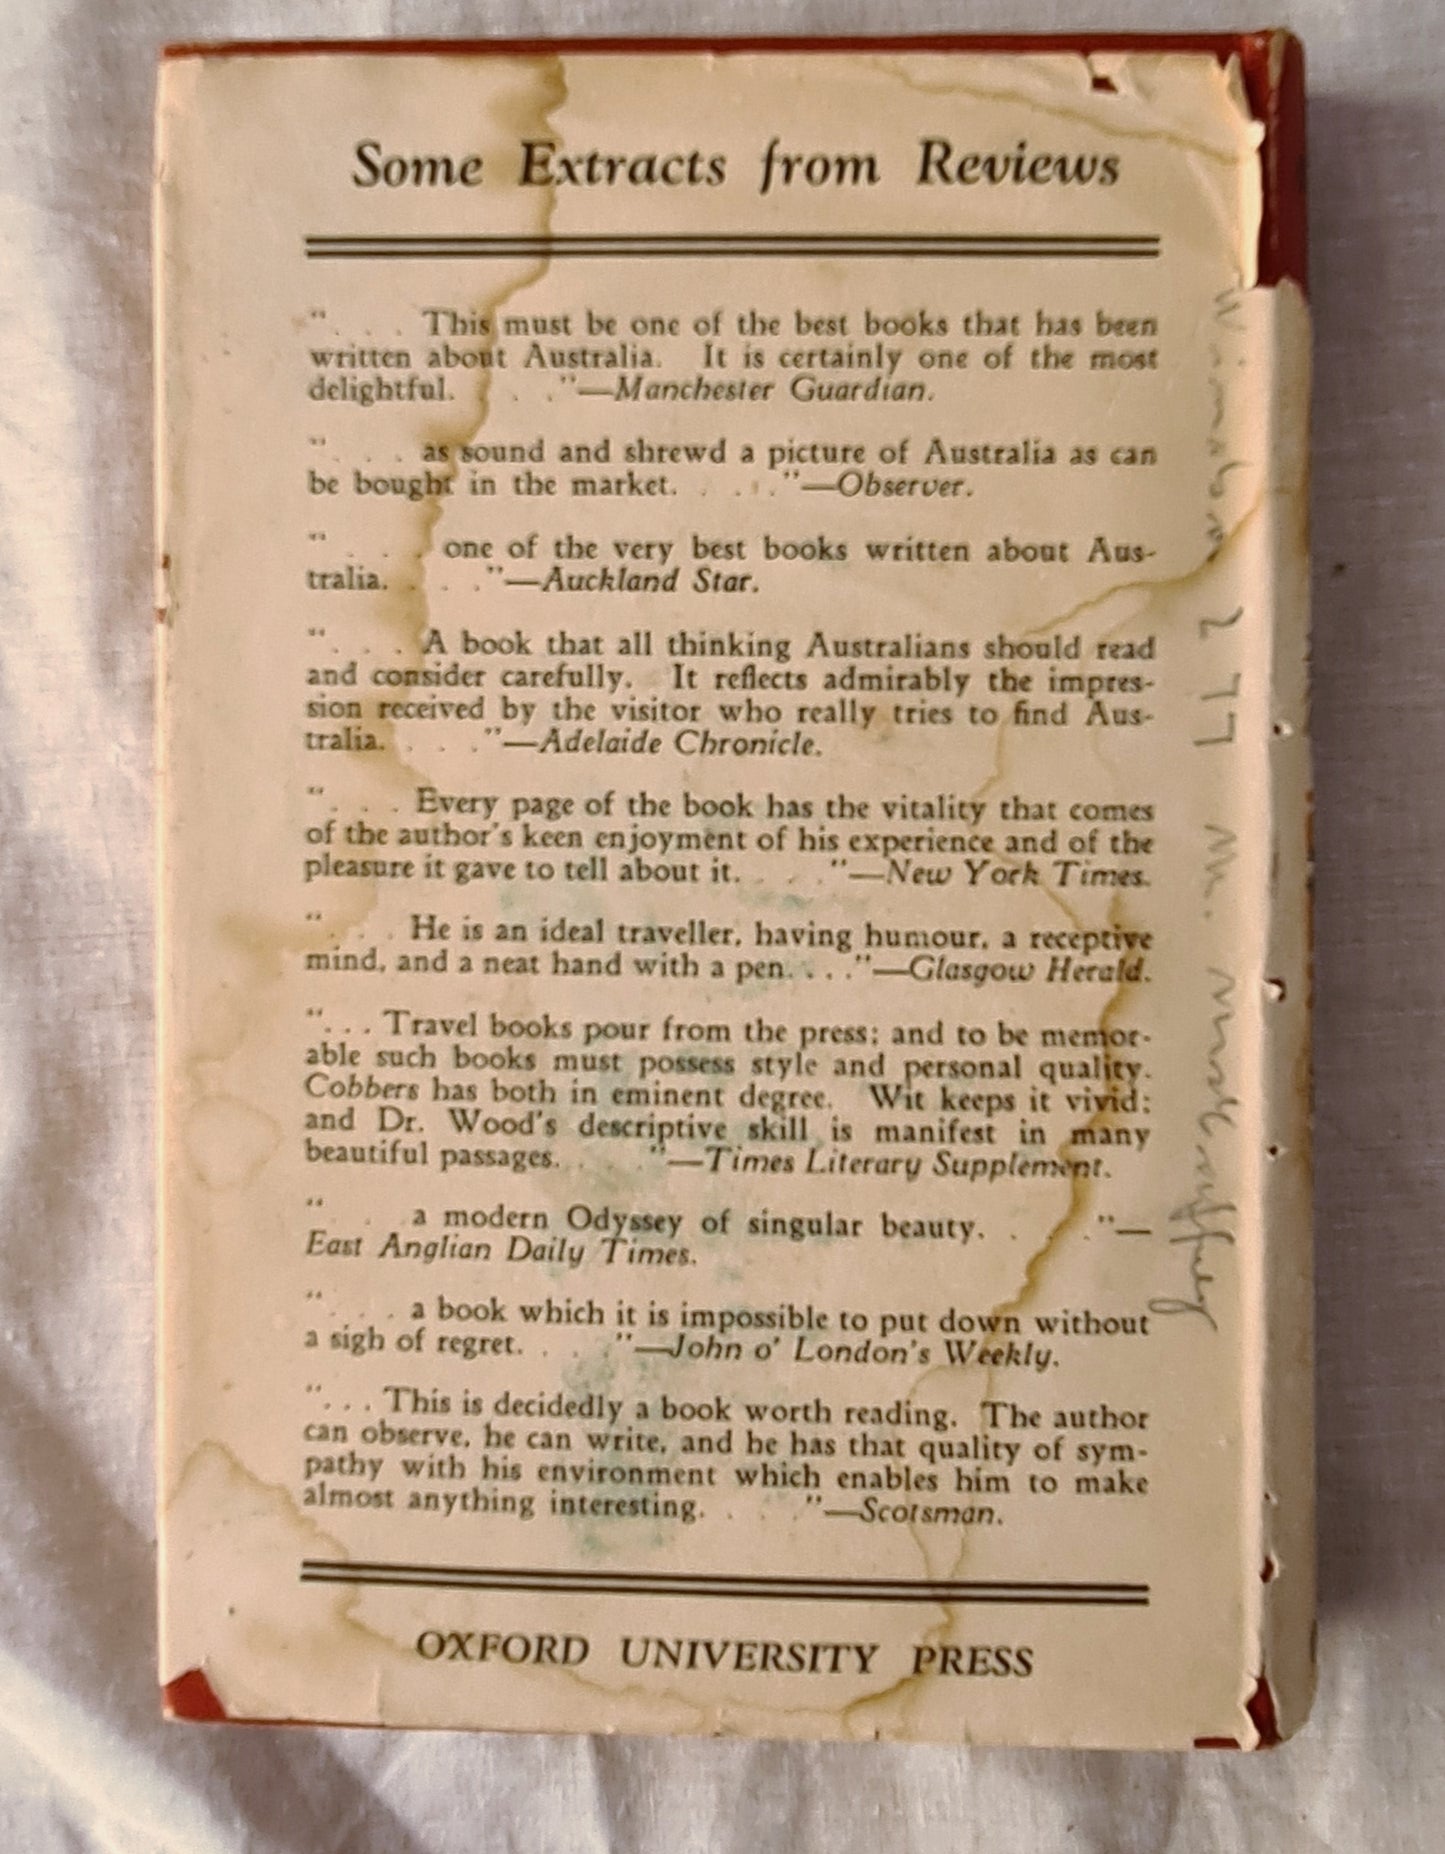 Some Extracts from Reviews
". . . This must be one of the best books that has been
written about Australia. It is certainly one of the most
delightful. . . ."—Manchester Guardian.
". . . as sound and shrewd a picture of Australia as can
be bought in the market. . . ."—Observer.
". . . one of the very best books written about Aus-
tralia. . . ."—Auckland Star.
". . . A book that all thinking Australians should read
and consider carefully. It reflects admirably the impres-
sion received by the visitor who really tries to find Aus-
tralia. . . ."—Adelaide Chronicle.
". . . Every page of the book has the vitality that comes
of the author's keen enjoyment of his experience and of the
pleasure it gave to tell about it. . . ."—New York Times.
". . . He is an ideal traveller, having humour, a receptive
mind, and a neat hand with a pen. . . ."—Glasgow Herald.
". . . Travel books pour from the press; and to be memor-
able such books must possess style and personal quality.
Cobbers has both in eminent degree. Wit keeps it vivid;
and Dr. Wood's descriptive skill is manifest in many
beautiful passages. . . ."—Times Literary Supplement.
". . . a modern Odyssey of singular beauty. . . ."—
East Anglian Daily Times.
". . . a book which it is impossible to put down without
a sigh of regret. . . ."—John o' London's Weekly.
". . . This is decidedly a book worth reading. The author
can observe, he can write, and he has that quality of sym-
pathy with his environment which enables him to make
almost anything interesting. . . ."—Scotsman.
OXFORD UNIVERSITY PRESS